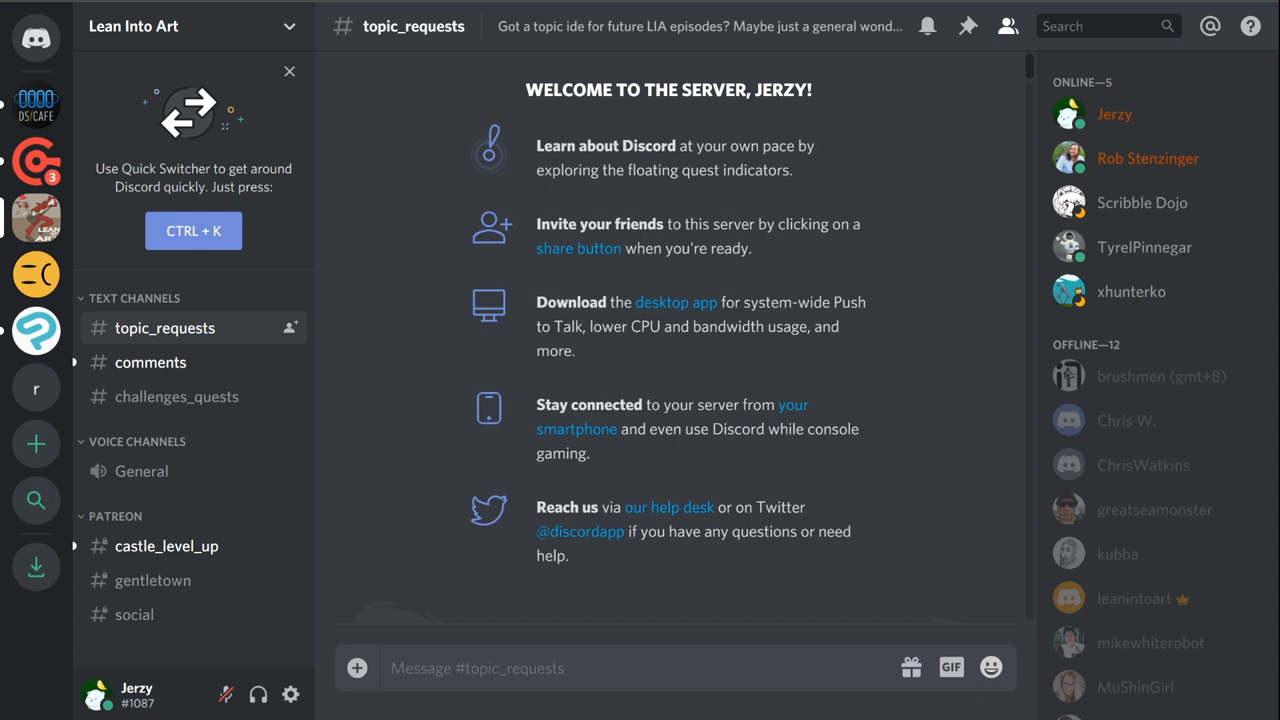 Lean Into Art
Use Quick Switcher to get around
Discord quickly. Just press:
CTRL + K
TEXT CHANNELS
# topic_requests
# comments
# challenges_quests
VOICE CHANNELS
General
PATREON
# castle_level_up
# gentletown
# social
Jerzy
#1087
DS/CAFE
3
LEAN
AR
r
# topic_requests
Got a topic ide for future LIA episodes? Maybe just a general wond...
Search
WELCOME TO THE SERVER, JERZY!
Learn about Discord at your own pace by
exploring the floating quest indicators.
Invite your friends to this server by clicking on a
share button when you're ready.
Download the desktop app for system-wide Push
to Talk, lower CPU and bandwidth usage, and
more.
Stay connected to your server from your
smartphone and even use Discord while console
gaming.
Reach us via our help desk or on Twitter
@discordapp if you have any questions or need
help.
Message #topic_requests
GIF
ONLINE—5
Jerzy
Rob Stenzinger
Scribble Dojo
TyrelPinnegar
xhunterko
OFFLINE—12
brushmen (gmt+8)
Chris W.
ChrisWatkins
greatseamonster
kubba
leanintoart
mikewhiterobot
MuShinGirl